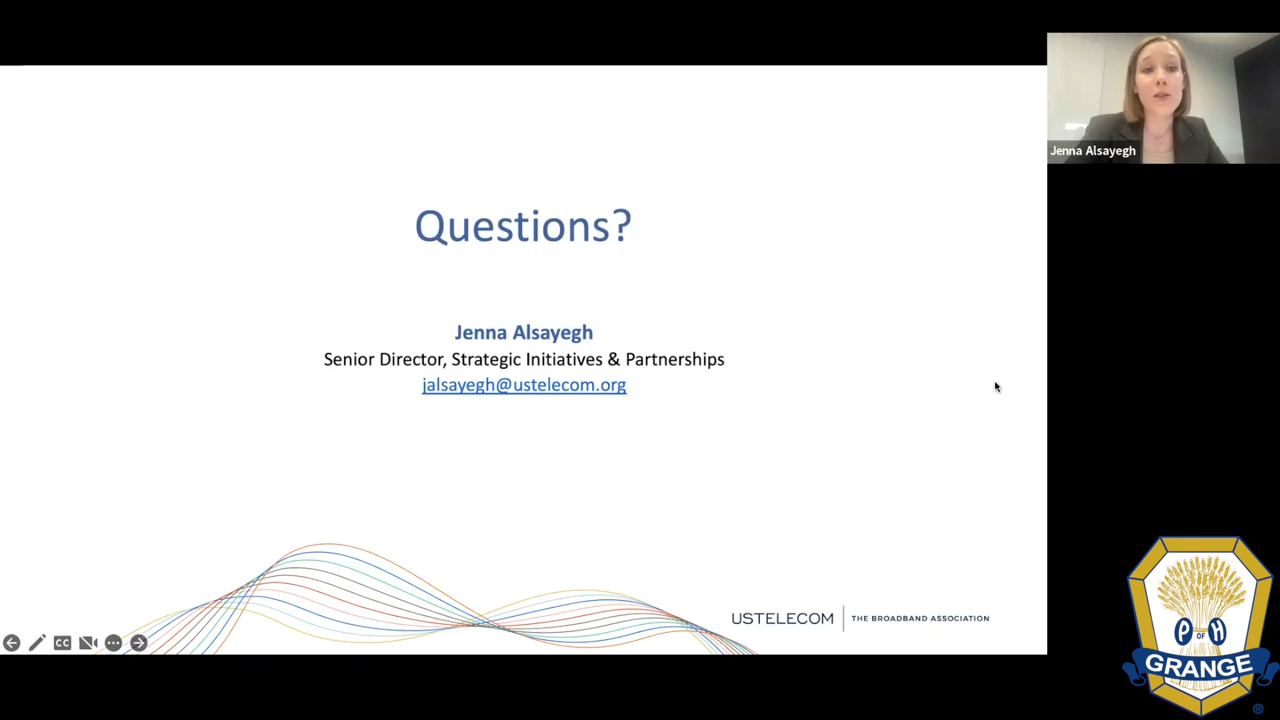 Questions?
Jenna Alsayegh
Senior Director, Strategic Initiatives & Partnerships
jalsayegh@ustelecom.org
USTELECOM | THE BROADBAND ASSOCIATION
CC
Jenna Alsayegh
P OF H
GRANGE
®